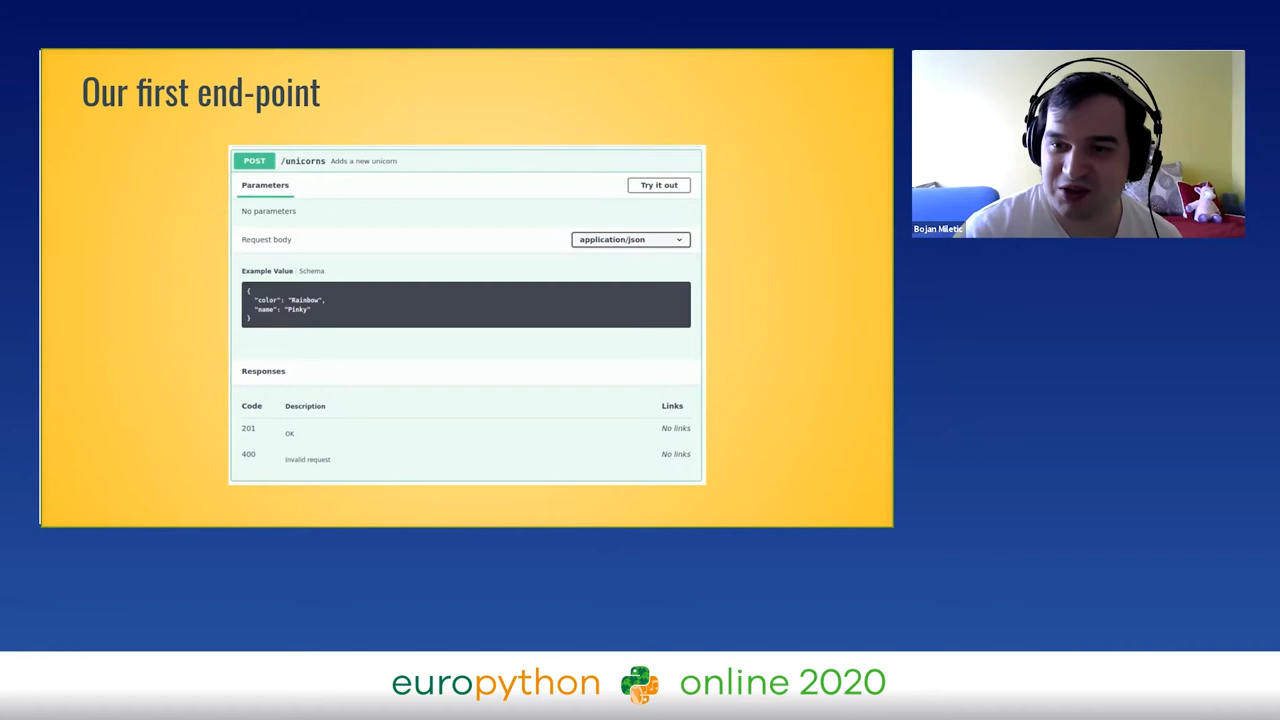 Our first end-point
POST /unicorns Adds a new unicorn
Parameters
Try it out
No parameters
Request body
application/json
Example Value Schema
{
"color": "Rainbow",
"name": "Pinky"
}
Responses
Code Description Links
201 OK No links
400 Invalid request No links
Bojan Miletic
europython online 2020